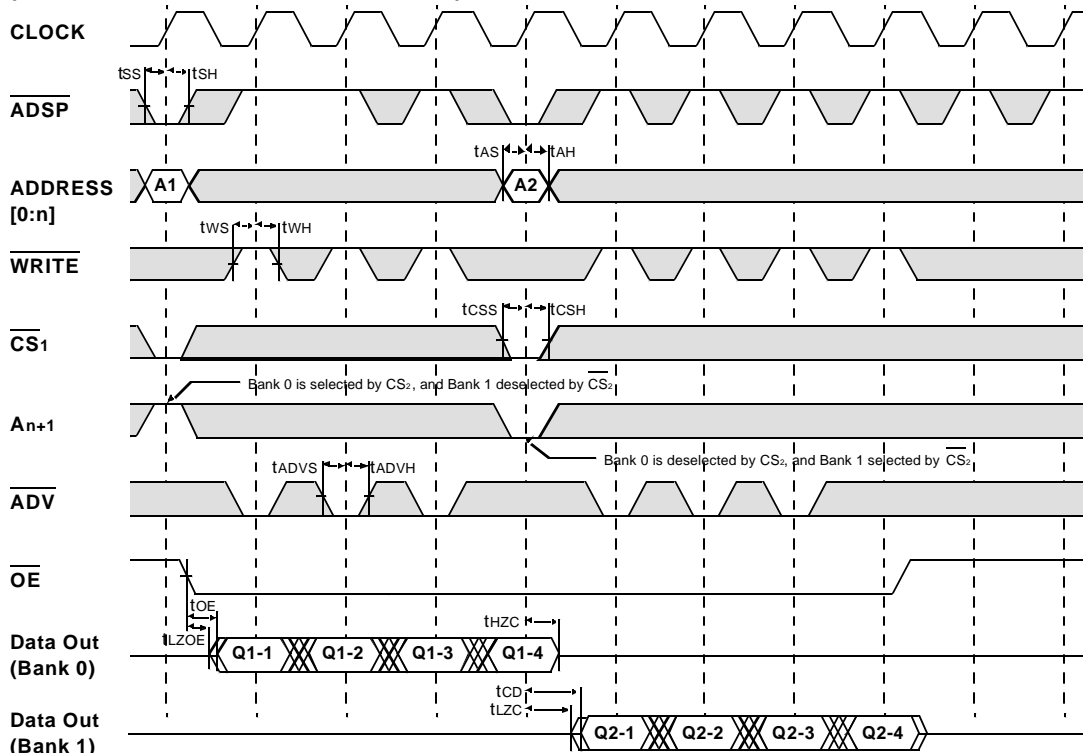 CLOCK
tSS tSH
ADSP
tAS tAH
ADDRESS
[0:n]
A1 A2
tWS tWH
WRITE
tCSS tCSH
CS1
Bank 0 is selected by CS2, and Bank 1 deselected by CS2
An+1
Bank 0 is deselected by CS2, and Bank 1 selected by CS2
tADVS tADVH
ADV
OE
tOE
tHZC
tLZOE
Data Out
(Bank 0)
Q1-1 Q1-2 Q1-3 Q1-4
tCD
tLZC
Data Out
(Bank 1)
Q2-1 Q2-2 Q2-3 Q2-4